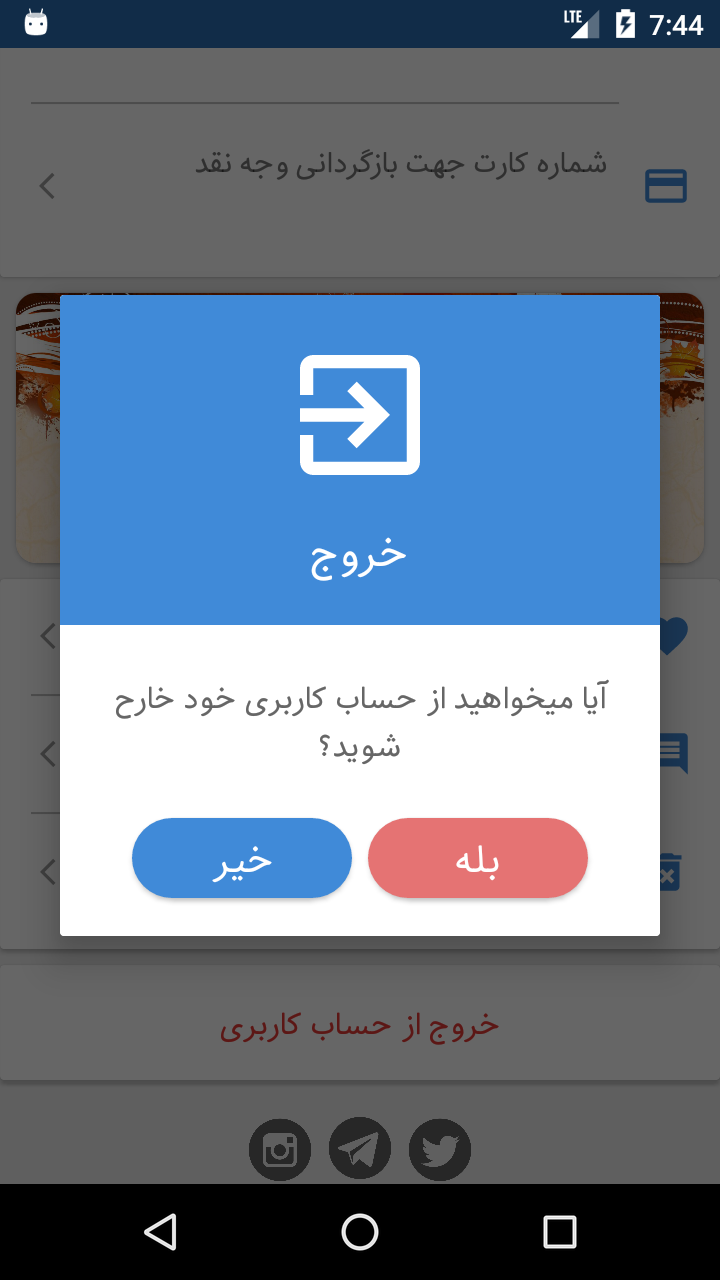 LTE 7:44
شماره کارت جهت بازگردانی وجه نقد
خروج
آیا میخواهید از حساب کاربری خود خارح
شوید؟
بله
خیر
خروج از حساب کاربری